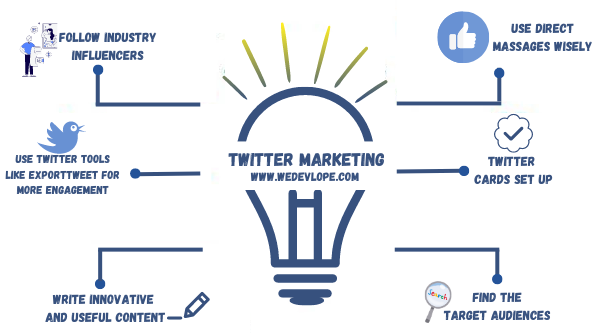 FOLLOW INDUSTRY
INFLUENCERS
USE DIRECT
MASSAGES WISELY
USE TWITTER TOOLS
LIKE EXPORTTWEET FOR
MORE ENGAGEMENT
TWITTER MARKETING
WWW.WEDEVLOPE.COM
TWITTER
CARDS SET UP
WRITE INNOVATIVE
AND USEFUL CONTENT
Search
FIND THE
TARGET AUDIENCES